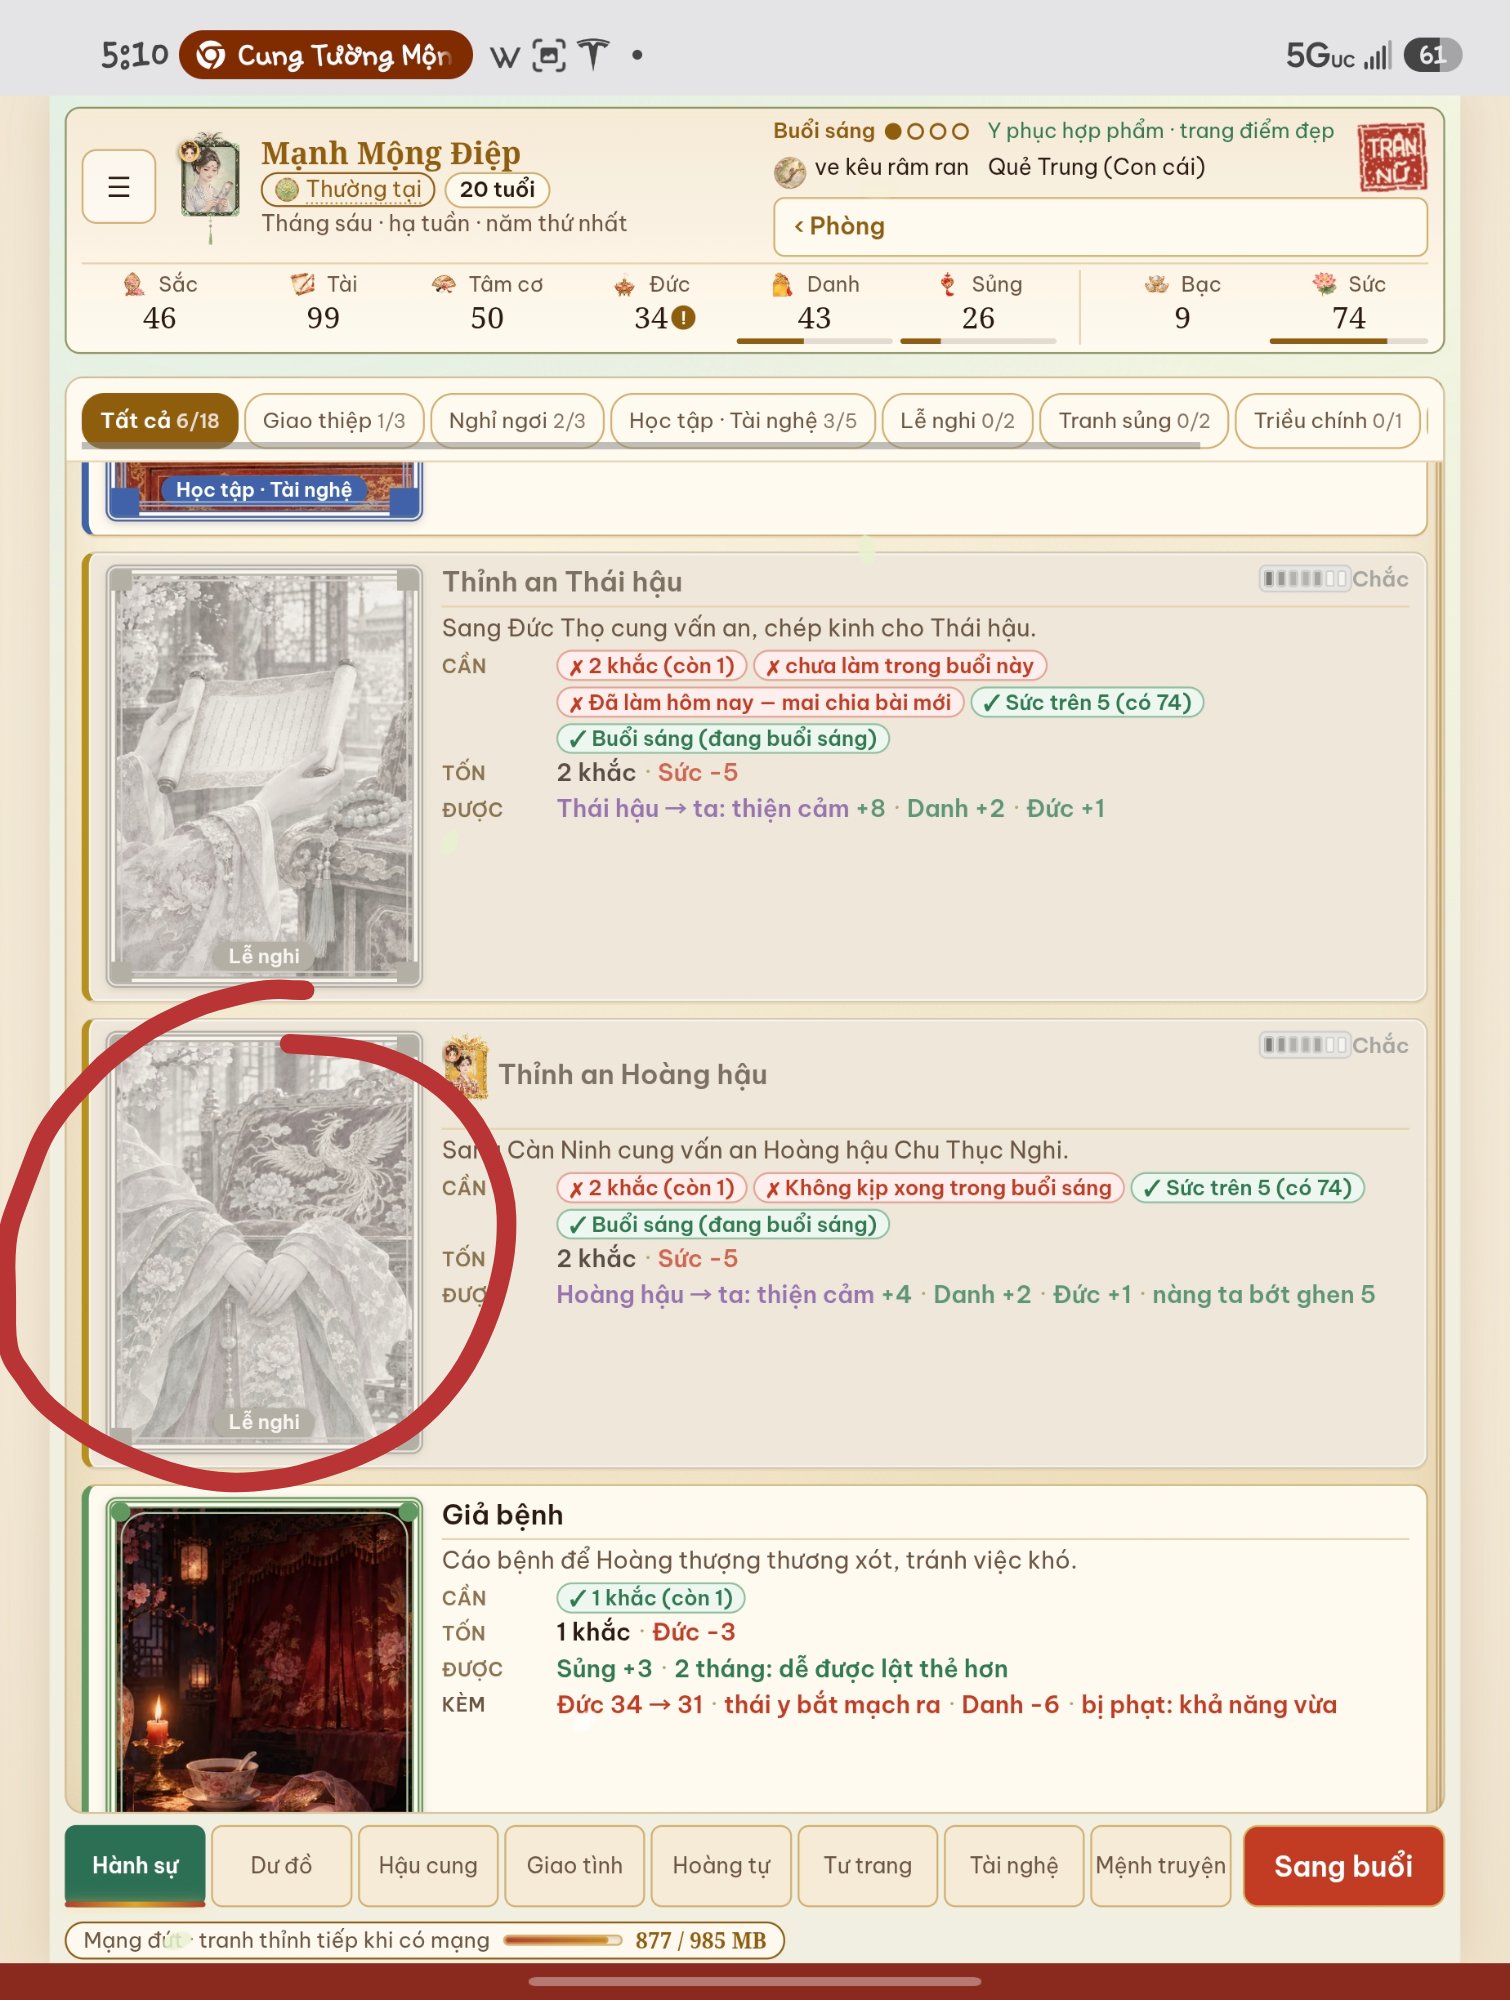 5:10 Cung Tường Mộn W 5G UC 61
Mạnh Mộng Điệp
Thường tại 20 tuổi
Tháng sáu · hạ tuần · năm thứ nhất
Buổi sáng Y phục hợp phẩm · trang điểm đẹp
ve kêu râm ran Quẻ Trung (Con cái)
TRÂN NỮ
‹ Phòng
Sắc Tài Tâm cơ Đức Danh Sủng Bạc Sức
46 99 50 34 ! 43 26 9 74
Tất cả 6/18 Giao thiệp 1/3 Nghỉ ngơi 2/3 Học tập · Tài nghệ 3/5 Lễ nghi 0/2 Tranh sủng 0/2 Triều chính 0/1
Học tập · Tài nghệ
Thỉnh an Thái hậu Chắc
Sang Đức Thọ cung vấn an, chép kinh cho Thái hậu.
CẦN ✗ 2 khắc (còn 1) ✗ chưa làm trong buổi này
✗ Đã làm hôm nay — mai chia bài mới ✓ Sức trên 5 (có 74)
✓ Buổi sáng (đang buổi sáng)
TỐN 2 khắc · Sức -5
ĐƯỢC Thái hậu → ta: thiện cảm +8 · Danh +2 · Đức +1
Lễ nghi
Thỉnh an Hoàng hậu Chắc
Sang Càn Ninh cung vấn an Hoàng hậu Chu Thục Nghi.
CẦN ✗ 2 khắc (còn 1) ✗ Không kịp xong trong buổi sáng ✓ Sức trên 5 (có 74)
✓ Buổi sáng (đang buổi sáng)
TỐN 2 khắc · Sức -5
ĐƯỢC Hoàng hậu → ta: thiện cảm +4 · Danh +2 · Đức +1 · nàng ta bớt ghen 5
Lễ nghi
Giả bệnh
Cáo bệnh để Hoàng thượng thương xót, tránh việc khó.
CẦN ✓ 1 khắc (còn 1)
TỐN 1 khắc · Đức -3
ĐƯỢC Sủng +3 · 2 tháng: dễ được lật thẻ hơn
KÈM Đức 34 → 31 · thái y bắt mạch ra · Danh -6 · bị phạt: khả năng vừa
Hành sự Dư đồ Hậu cung Giao tình Hoàng tự Tư trang Tài nghệ Mệnh truyện Sang buổi
Mạng đứt · tranh thỉnh tiếp khi có mạng 877 / 985 MB